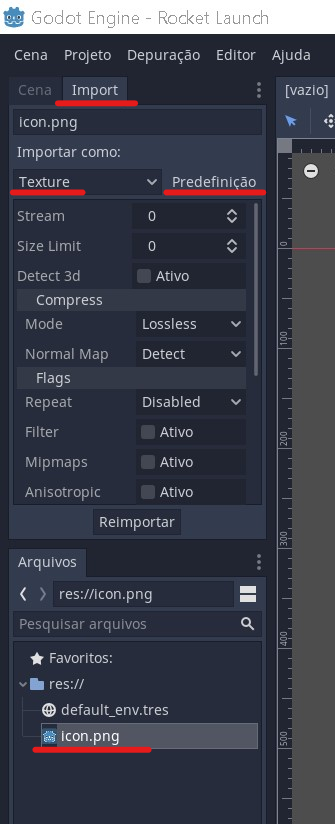 Godot Engine - Rocket Launch
Cena Projeto Depuração Editor Ajuda
Cena Import [vazio]
icon.png
Importar como:
Texture Predefinição
Stream 0
Size Limit 0
Detect 3d Ativo
Compress
Mode Lossless
Normal Map Detect
Flags
Repeat Disabled
Filter Ativo
Mipmaps Ativo
Anisotropic Ativo
Reimportar
Arquivos
res://icon.png
Pesquisar arquivos
Favoritos:
res://
default_env.tres
icon.png
0
100
200
300
400
500